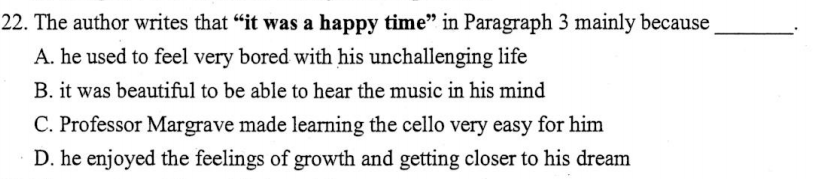 22. The author writes that “it was a happy time” in Paragraph 3 mainly because ________.
A. he used to feel very bored with his unchallenging life
B. it was beautiful to be able to hear the music in his mind
C. Professor Margrave made learning the cello very easy for him
D. he enjoyed the feelings of growth and getting closer to his dream